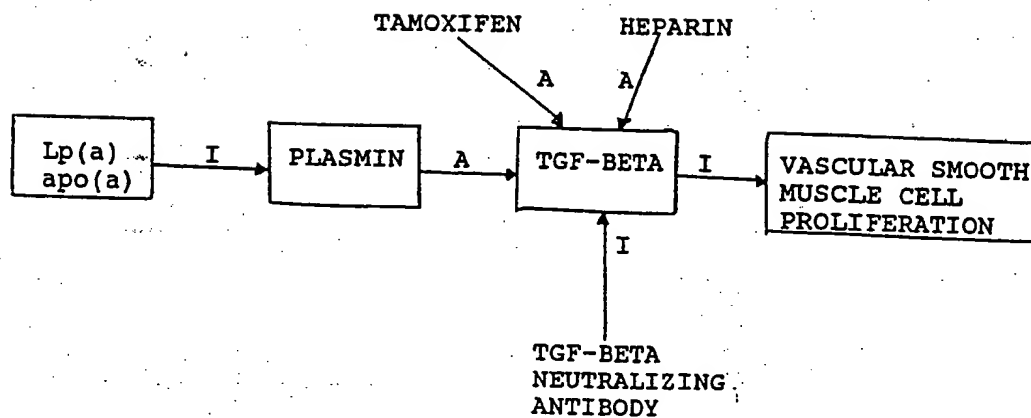 TAMOXIFEN HEPARIN
A A
Lp(a)
apo(a)
I
PLASMIN
A
TGF-BETA
I
VASCULAR SMOOTH
MUSCLE CELL
PROLIFERATION
I
TGF-BETA
NEUTRALIZING
ANTIBODY